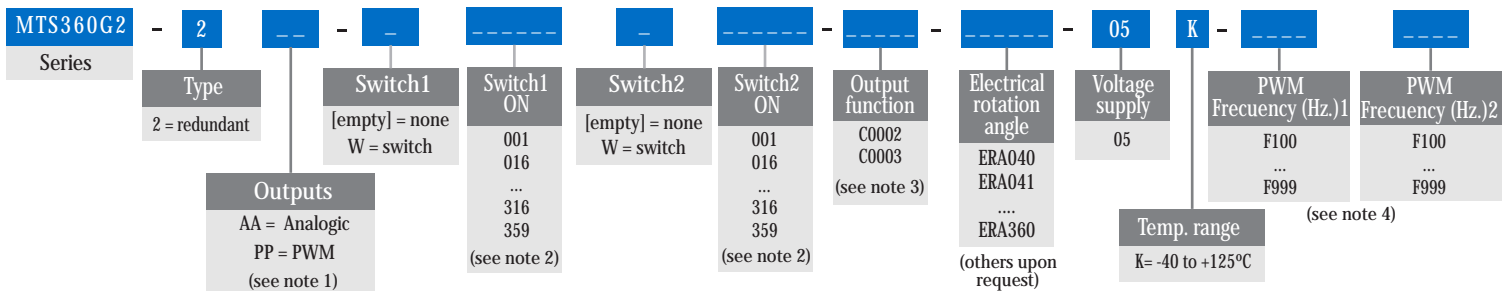 MTS360G2 - 2 _ _ - _ _ _ _ _ _ _ _ _ _ _ _ _ _ - _ _ _ _ _ - _ _ _ _ _ _ - 05 K - _ _ _ _ _ _ _ _
Series
Type
2 = redundant
Outputs
AA = Analogic
PP = PWM
(see note 1)
Switch1
[empty] = none
W = switch
Switch1
ON
001
016
...
316
359
(see note 2)
Switch2
[empty] = none
W = switch
Switch2
ON
001
016
...
316
359
(see note 2)
Output
function
C0002
C0003
(see note 3)
Electrical
rotation
angle
ERA040
ERA041
....
ERA360
(others upon
request)
Voltage
supply
05
Temp. range
K= -40 to +125ºC
PWM
Frecuency (Hz.)1
F100
...
F999
PWM
Frecuency (Hz.)2
F100
...
F999
(see note 4)